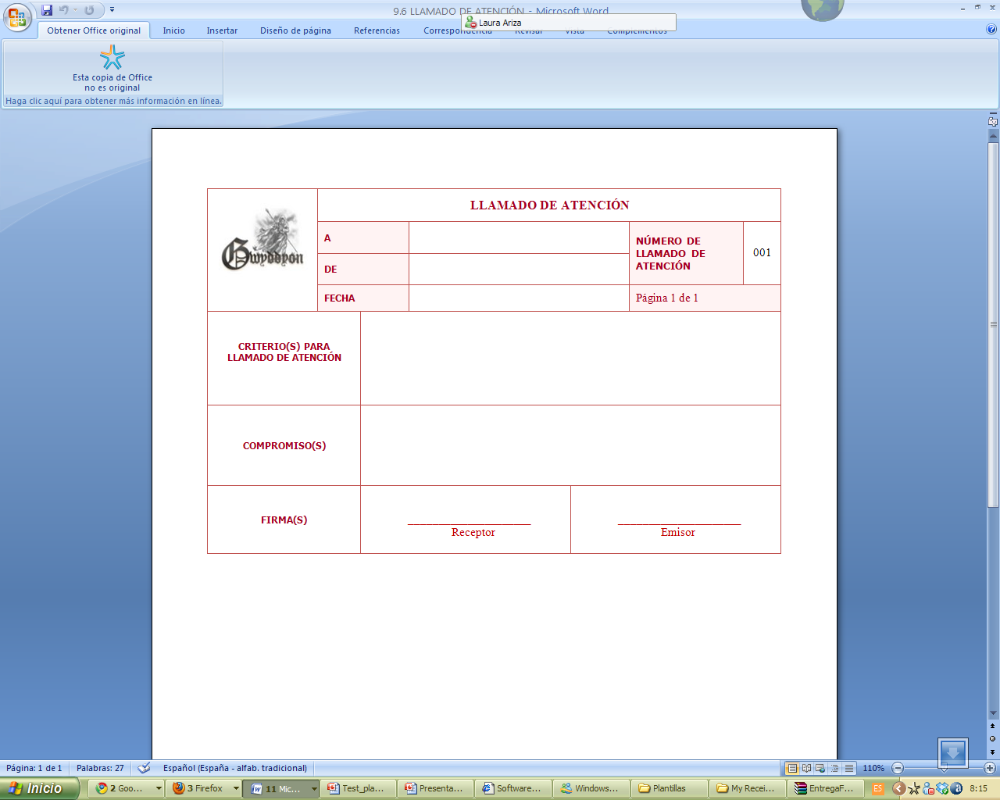 9.6 LLAMADO DE ATENCIÓN - Microsoft Word
Laura Ariza
Obtener Office original
Inicio
Insertar
Diseño de página
Referencias
Correspondencia
Revisar
Vista
Complementos
Esta copia de Office
no es original
Haga clic aquí para obtener más información en línea.
Gwyddyon
LLAMADO DE ATENCIÓN
A
DE
FECHA
NÚMERO DE
LLAMADO DE
ATENCIÓN
001
Página 1 de 1
CRITERIO(S) PARA
LLAMADO DE ATENCIÓN
COMPROMISO(S)
FIRMA(S)
Receptor
Emisor
Página: 1 de 1
Palabras: 27
Español (España - alfab. tradicional)
110%
Inicio
2 Goo...
3 Firefox
11 Mic...
Test_pla...
Presenta...
Software...
Windows...
Plantillas
My Recei...
EntregaF...
ES
8:15